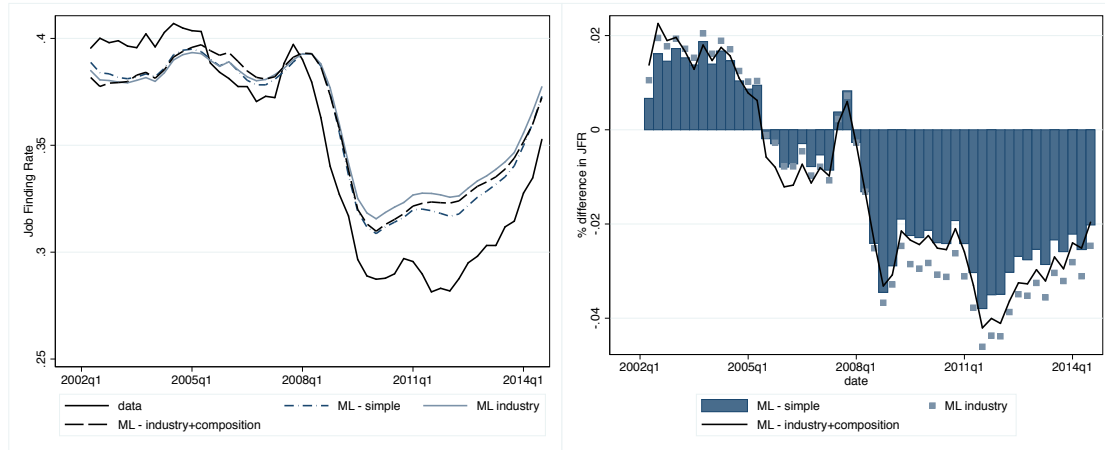 Job Finding Rate
.4
.35
.3
.25
2002q1 2005q1 2008q1 2011q1 2014q1
data ML - simple ML industry
ML - industry+composition
% difference in JFR
.02
0
-.02
-.04
2002q1 2005q1 2008q1 2011q1 2014q1
date
ML - simple ML industry
ML - industry+composition